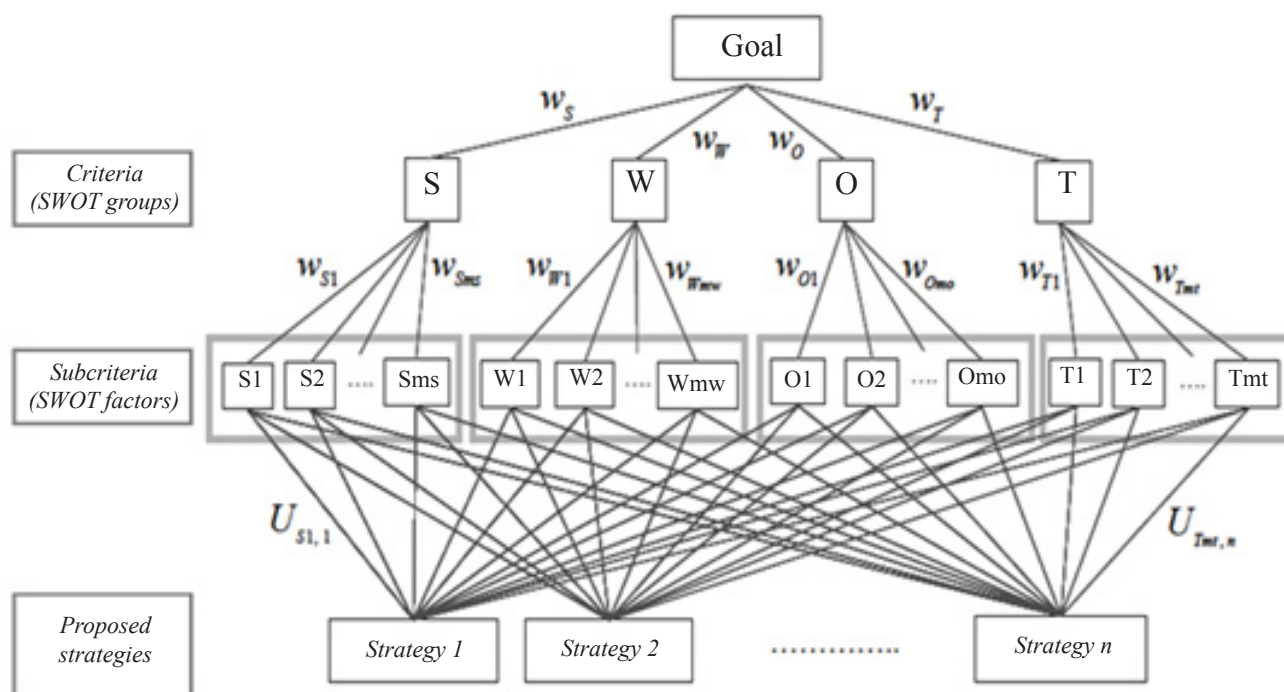 Goal
w_S
w_W
w_O
w_T
Criteria
(SWOT groups)
S
W
O
T
w_S1
w_Sms
w_W1
w_Wmw
w_O1
w_Omo
w_T1
w_Tmt
Subcriteria
(SWOT factors)
S1
S2
....
Sms
W1
W2
....
Wmw
O1
O2
....
Omo
T1
T2
....
Tmt
U_S1, 1
U_Tmt, n
Proposed
strategies
Strategy 1
Strategy 2
..............
Strategy n